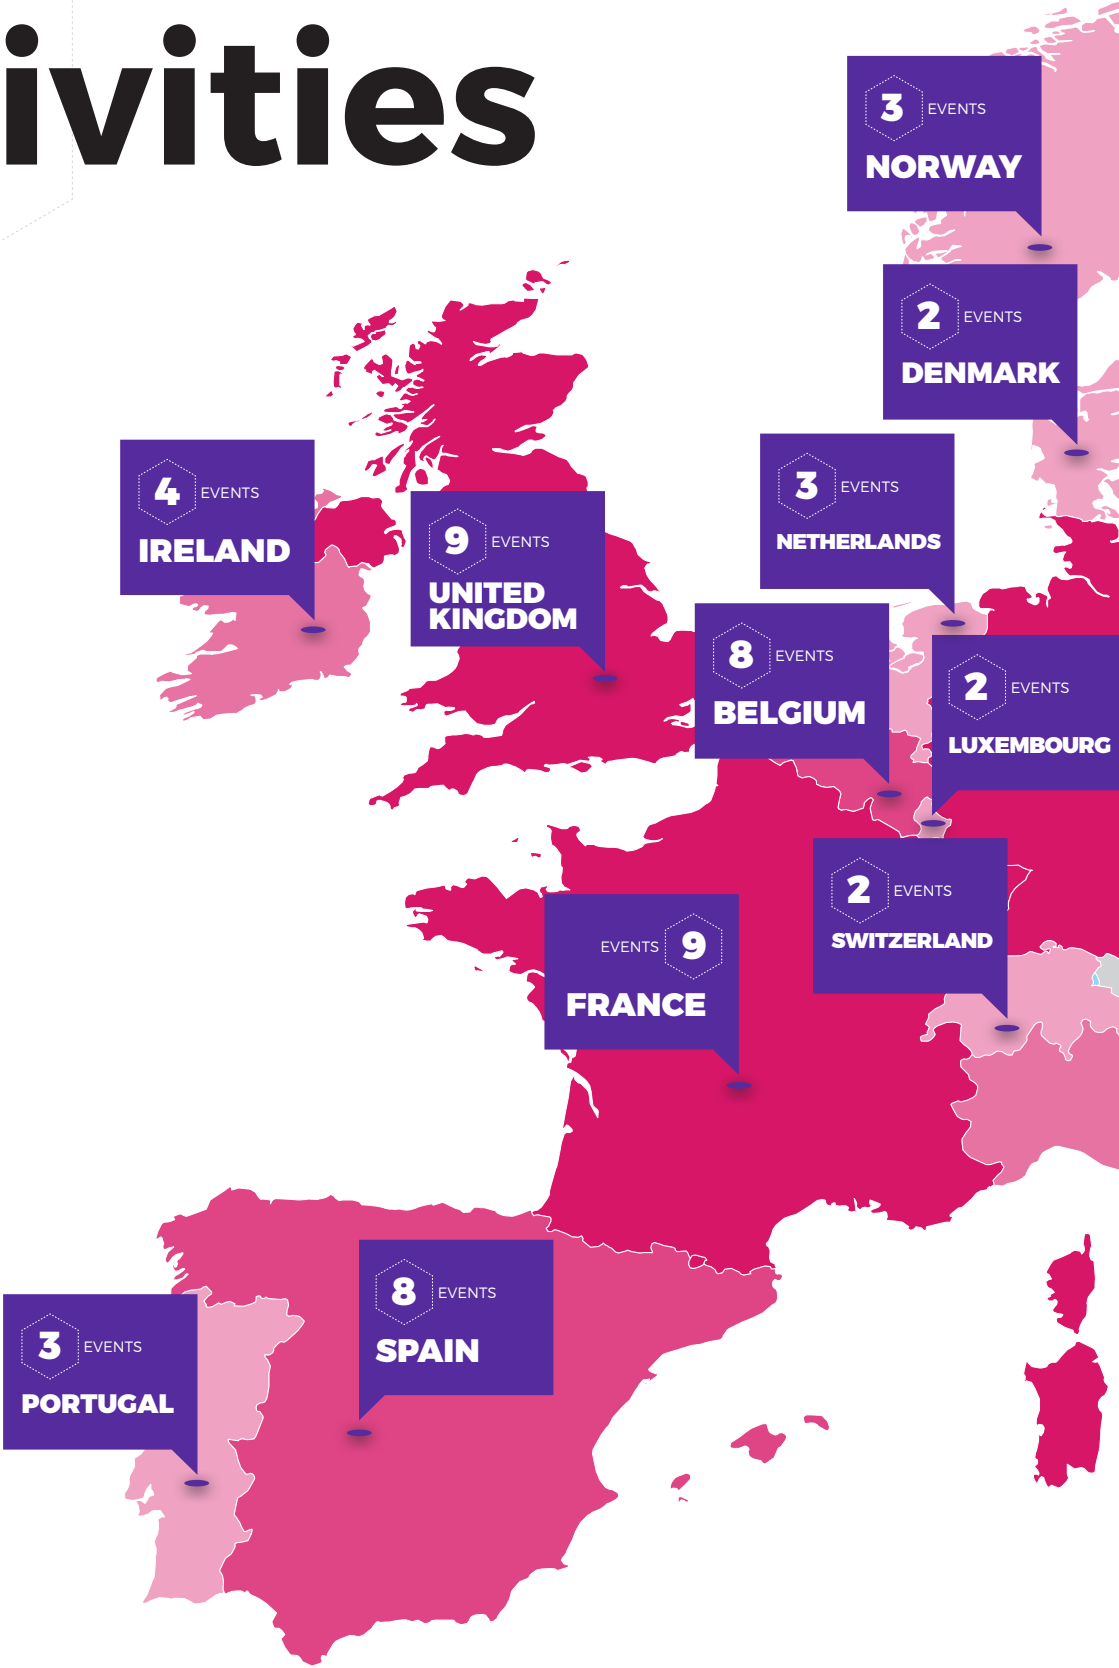 ivities
3 EVENTS
NORWAY
2 EVENTS
DENMARK
3 EVENTS
NETHERLANDS
4 EVENTS
IRELAND
9 EVENTS
UNITED
KINGDOM
8 EVENTS
BELGIUM
2 EVENTS
LUXEMBOURG
2 EVENTS
SWITZERLAND
EVENTS 9
FRANCE
8 EVENTS
SPAIN
3 EVENTS
PORTUGAL